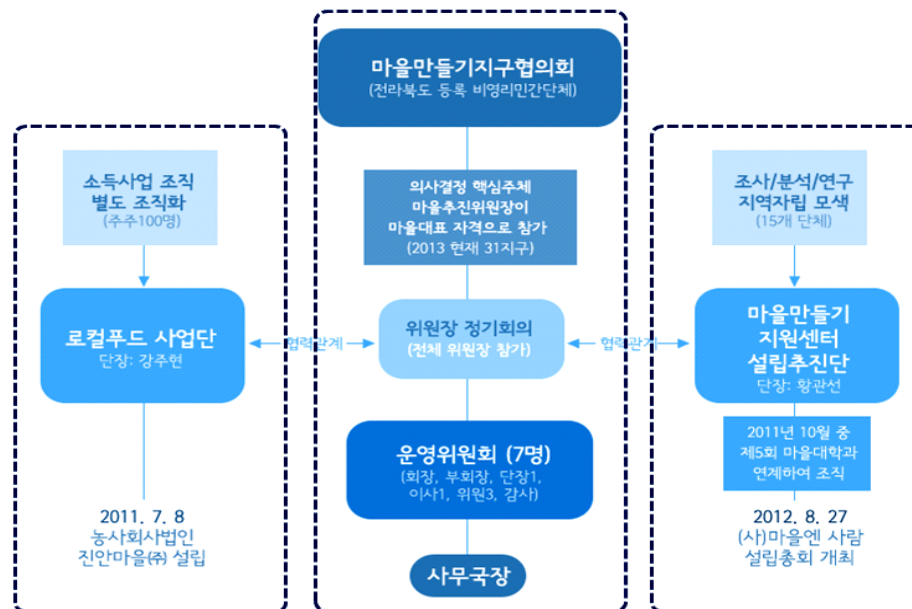 마을만들기지구협의회
(전라북도 등록 비영리민간단체)
소득사업 조직
별도 조직화
(주주100명)
의사결정 핵심주체
마을추진위원장이
마을대표 자격으로 참가
(2013 현재 31지구)
조사/분석/연구
지역자립 모색
(15개 단체)
로컬푸드 사업단
단장: 강주현
협력관계
위원장 정기회의
(전체 위원장 참가)
협력관계
마을만들기
지원센터
설립추진단
단장: 황관선
운영위원회 (7명)
(회장, 부회장, 단장1,
이사1, 위원3, 감사)
2011년 10월 중
제5회 마을대학과
연계하여 조직
2011. 7. 8
농사회사법인
진안마을㈜ 설립
2012. 8. 27
(사)마을엔 사람
설립총회 개최
사무국장